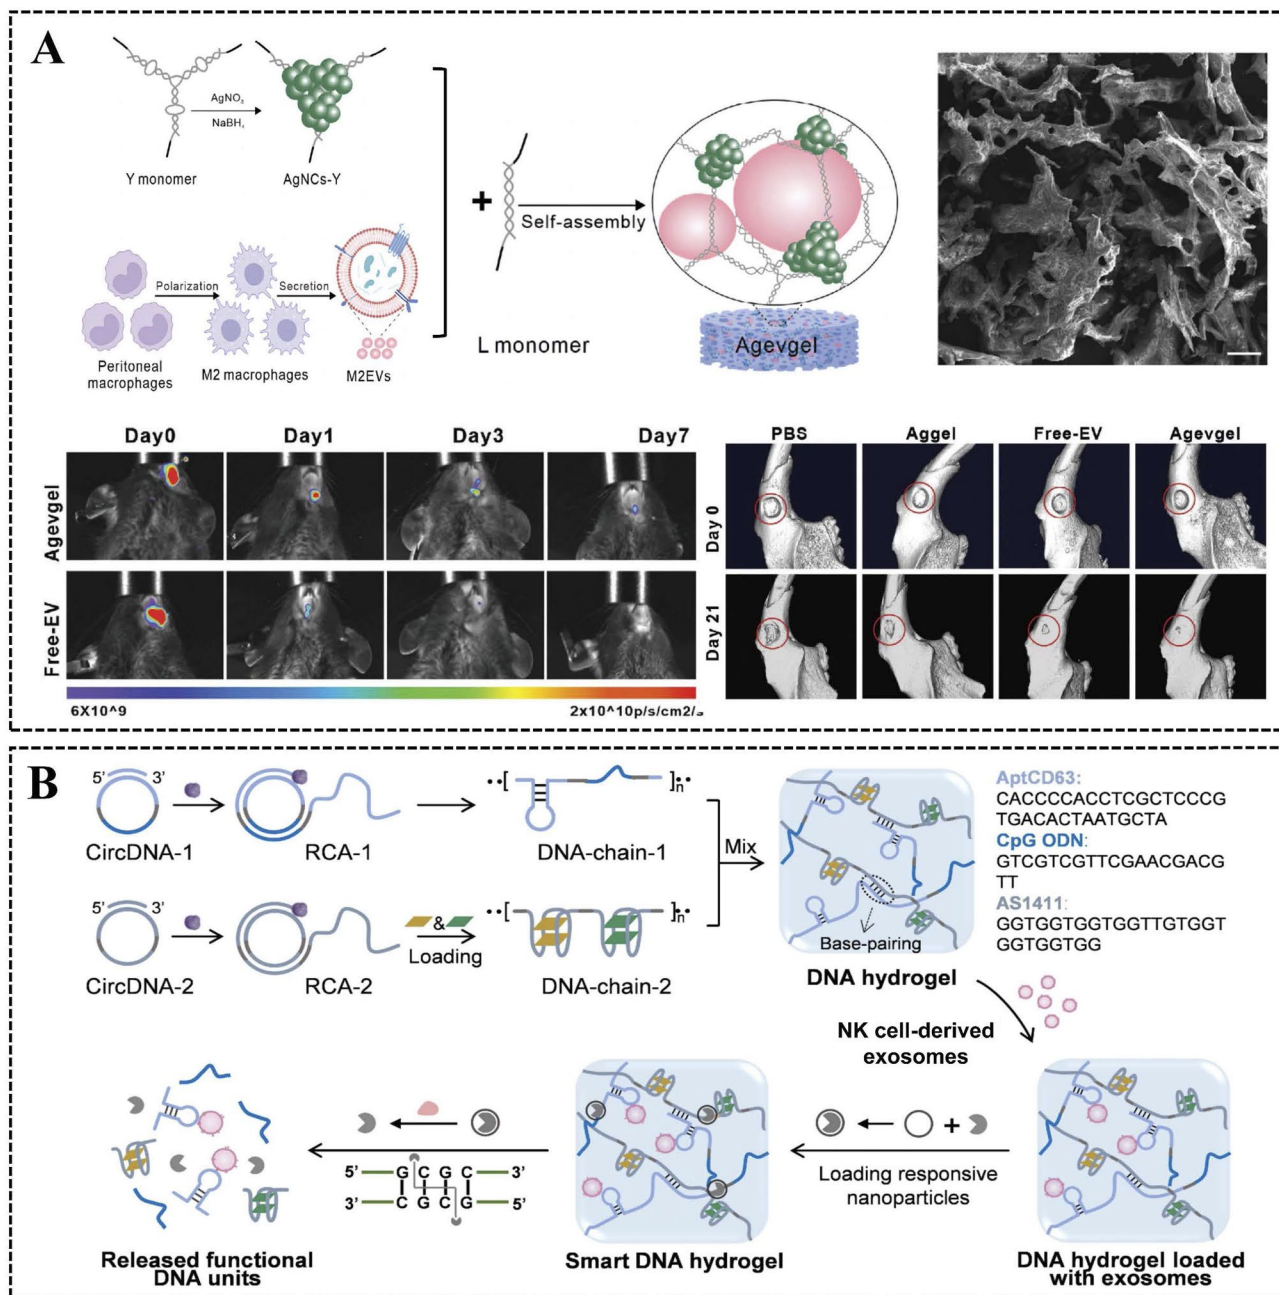 A
AgNO3
NaBH4
Y monomer
AgNCs-Y
+
Self-assembly
Polarization
Secretion
Peritoneal
macrophages
M2 macrophages
M2EVs
L monomer
Agevgel
Day0
Day1
Day3
Day7
Agevgel
Free-EV
6X10^9
2x10^10p/s/cm2/s
PBS
Aggel
Free-EV
Agevgel
Day 0
Day 21
B
5’ 3’
CircDNA-1
RCA-1
n
DNA-chain-1
5’ 3’
CircDNA-2
RCA-2
&
Loading
n
DNA-chain-2
Mix
Base-pairing
DNA hydrogel
AptCD63:
CACCCCACCTCGCTCCCG
TGACACTAATGCTA
CpG ODN:
GTCGTCGTTCGAACGACG
TT
AS1411:
GGTGGTGGTGGTTGTGGT
GGTGGTGG
NK cell-derived
exosomes
+
Loading responsive
nanoparticles
DNA hydrogel loaded
with exosomes
Smart DNA hydrogel
5’ G C G C 3’
3’ C G C G 5’
Released functional
DNA units